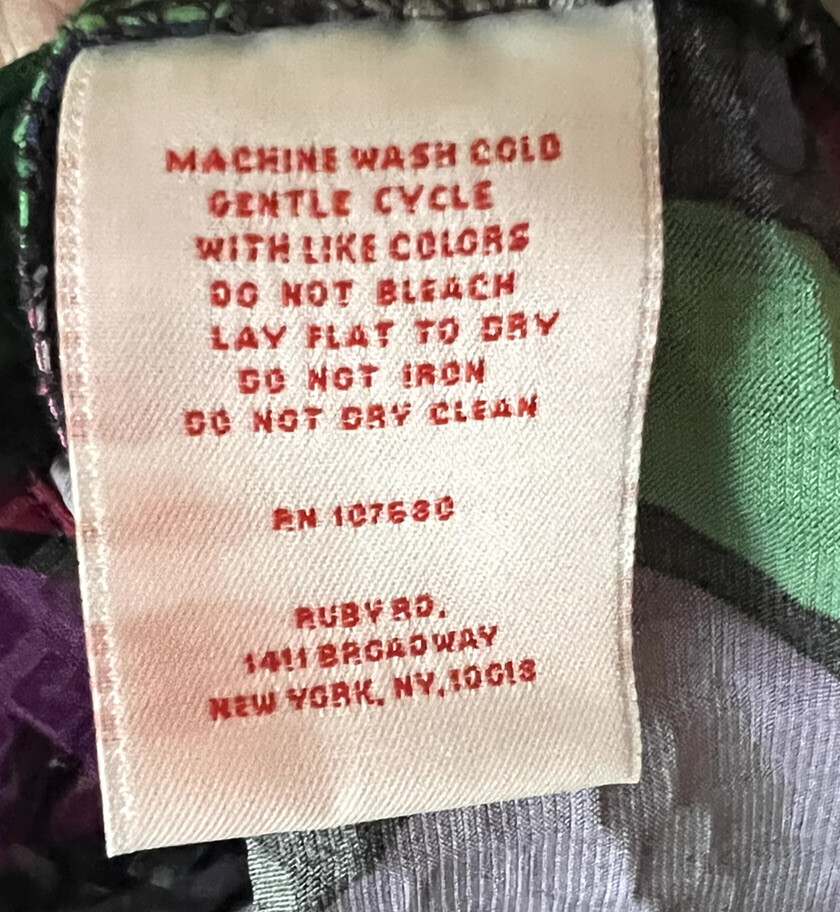 MACHINE WASH COLD
GENTLE CYCLE
WITH LIKE COLORS
DO NOT BLEACH
LAY FLAT TO DRY
DO NOT IRON
DO NOT DRY CLEAN
RN
RUBY RD.
1411 BROADWAY
NEW YORK, NY, 10018